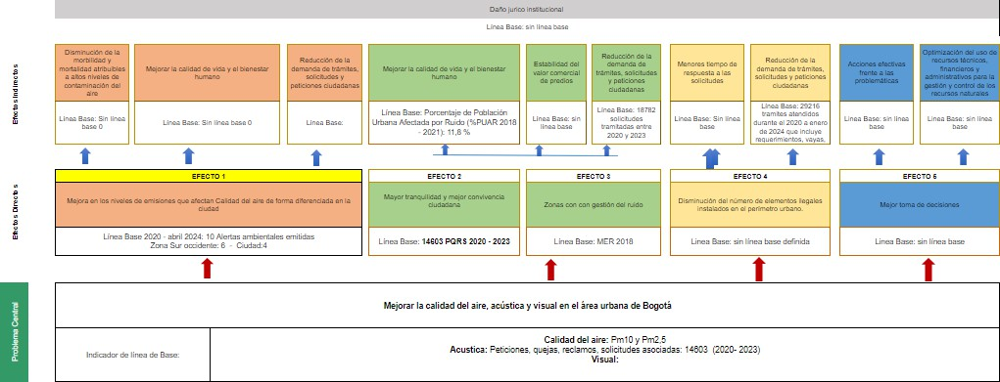 Daño jurico institucional
Línea Base: sin línea base
Efectos Indirectos
Disminución de la
morbilidad y
mortalidad atribuibles
a altos niveles de
contaminación del
aire
Línea Base: Sin línea
base 0
Mejorar la calidad de vida y el bienestar
humano
Línea Base: Sin línea base 0
Reducción de la
demanda de trámites,
solicitudes y
peticiones ciudadanas
Línea Base:
Mejorar la calidad de vida y el bienestar
humano
Línea Base: Porcentaje de Población
Urbana Afectada por Ruido (%PUAR 2018
- 2021): 11,8 %
Estabilidad del
valor comercial
de predios
Línea Base: sin
línea base
Reducción de la
demanda de
trámites, solicitudes
y peticiones
ciudadanas
Línea Base: 18782
solicitudes
tramitadas entre
2020 y 2023
Menores tiempo de
respuesta a las
solicitudes
Línea Base: Sin línea
base
Reducción de la
demanda de trámites,
solicitudes y peticiones
ciudadanas
Línea Base: 29216
tramites atendidos
durante el 2020 a enero
de 2024 que incluye
requerimientos, vayas,
Acciones efectivas
frente a las
problemáticas
Línea Base: sin línea
base
Optimización del uso de
recursos técnicos,
financieros y
administrativos para la
gestión y control de los
recursos naturales
Línea Base: sin línea
base
Efectos Directos
EFECTO 1
Mejora en los niveles de emisiones que afectan Calidad del aire de forma diferenciada en la
ciudad
Línea Base 2020 - abril 2024: 10 Alertas ambientales emitidas
Zona Sur occidente: 6 - Ciudad:4
EFECTO 2
Mayor tranquilidad y mejor convivencia
ciudadana
Línea Base: 14603 PQRS 2020 - 2023
EFECTO 3
Zonas con con gestión del ruido
Línea Base: MER 2018
EFECTO 4
Disminución del número de elementos ilegales
instalados en el perímetro urbano.
Línea Base: sin línea base definida
EFECTO 5
Mejor toma de decisiones
Línea Base: sin línea base
Problema Central
Mejorar la calidad del aire, acústica y visual en el área urbana de Bogotá
Indicador de línea de Base:
Calidad del aire: Pm10 y Pm2,5
Acustica: Peticiones, quejas, reclamos, solicitudes asociadas: 14603 (2020- 2023)
Visual: